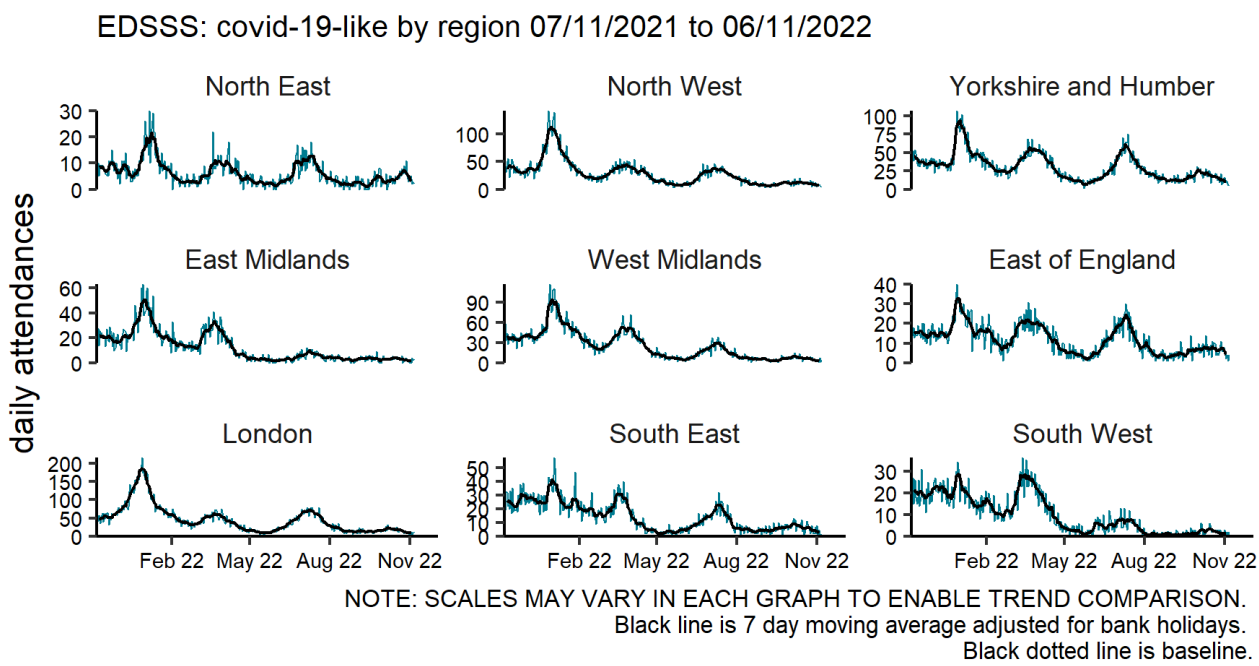 EDSSS: covid-19-like by region 07/11/2021 to 06/11/2022
daily attendances
North East
30
20
10
0
North West
100
50
0
Yorkshire and Humber
100
75
50
25
0
East Midlands
60
40
20
0
West Midlands
90
60
30
0
East of England
40
30
20
10
0
London
200
150
100
50
0
Feb 22 May 22 Aug 22 Nov 22
South East
50
40
30
20
10
0
Feb 22 May 22 Aug 22 Nov 22
South West
30
20
10
0
Feb 22 May 22 Aug 22 Nov 22
NOTE: SCALES MAY VARY IN EACH GRAPH TO ENABLE TREND COMPARISON.
Black line is 7 day moving average adjusted for bank holidays.
Black dotted line is baseline.